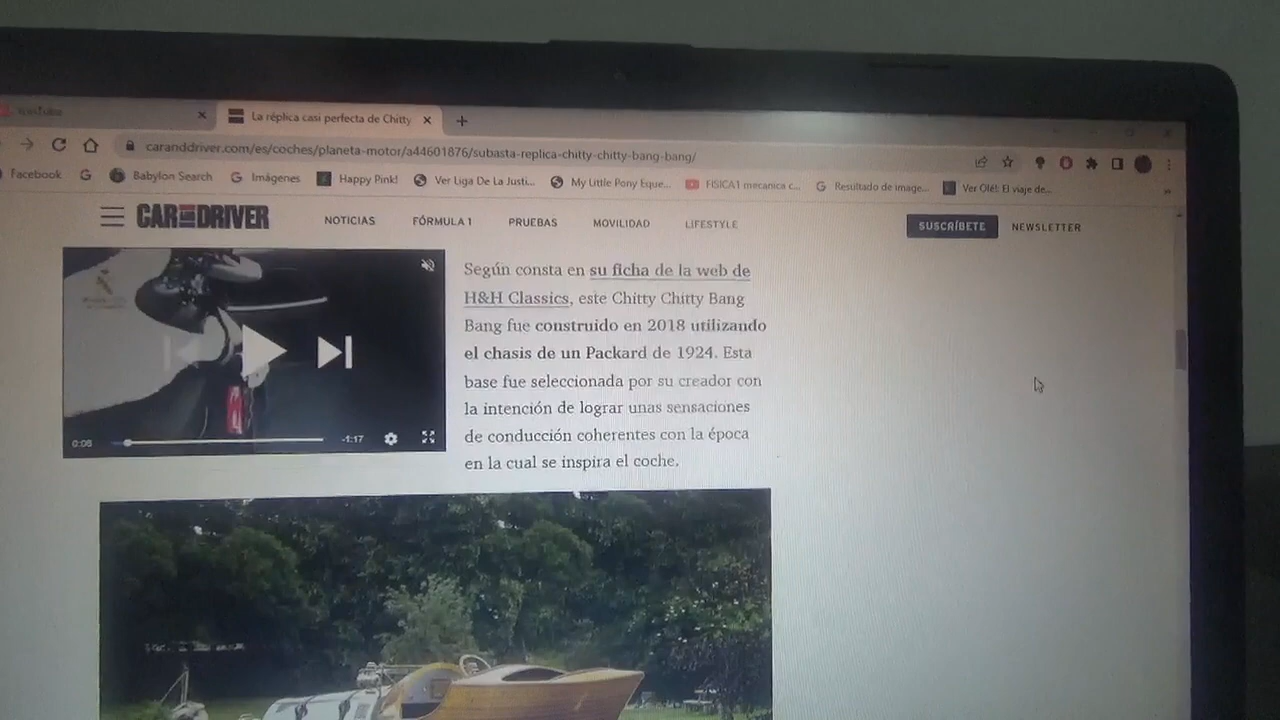 La réplica casi perfecta de Chitty
caranddriver.com/es/coches/planeta-motor/a44601876/subasta-replica-chitty-chitty-bang-bang/
Facebook
Babylon Search
Imágenes
Happy Pink!
Ver Liga De La Justi...
My Little Pony Eque...
FISICA1 mecanica c...
Resultado de image...
Ver Olé!: El viaje de...
CAR AND DRIVER
NOTICIAS
FÓRMULA 1
PRUEBAS
MOVILIDAD
LIFESTYLE
SUSCRÍBETE
NEWSLETTER
0:06
-1:17
Según consta en su ficha de la web de
H&H Classics, este Chitty Chitty Bang
Bang fue construido en 2018 utilizando
el chasis de un Packard de 1924. Esta
base fue seleccionada por su creador con
la intención de lograr unas sensaciones
de conducción coherentes con la época
en la cual se inspira el coche.